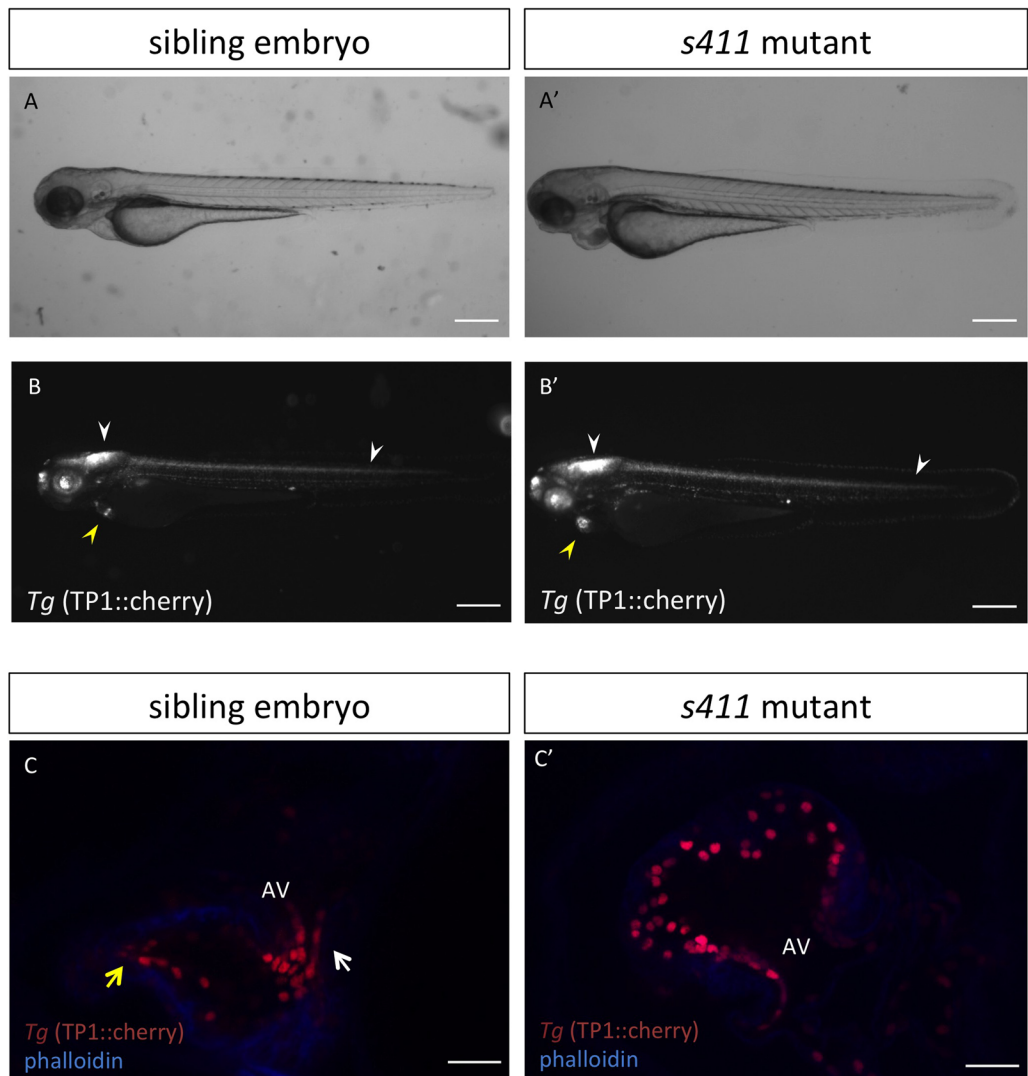 sibling embryo
s411 mutant
A
A’
B
B’
Tg (TP1::cherry)
Tg (TP1::cherry)
sibling embryo
s411 mutant
C
C’
AV
AV
Tg (TP1::cherry)
phalloidin
Tg (TP1::cherry)
phalloidin